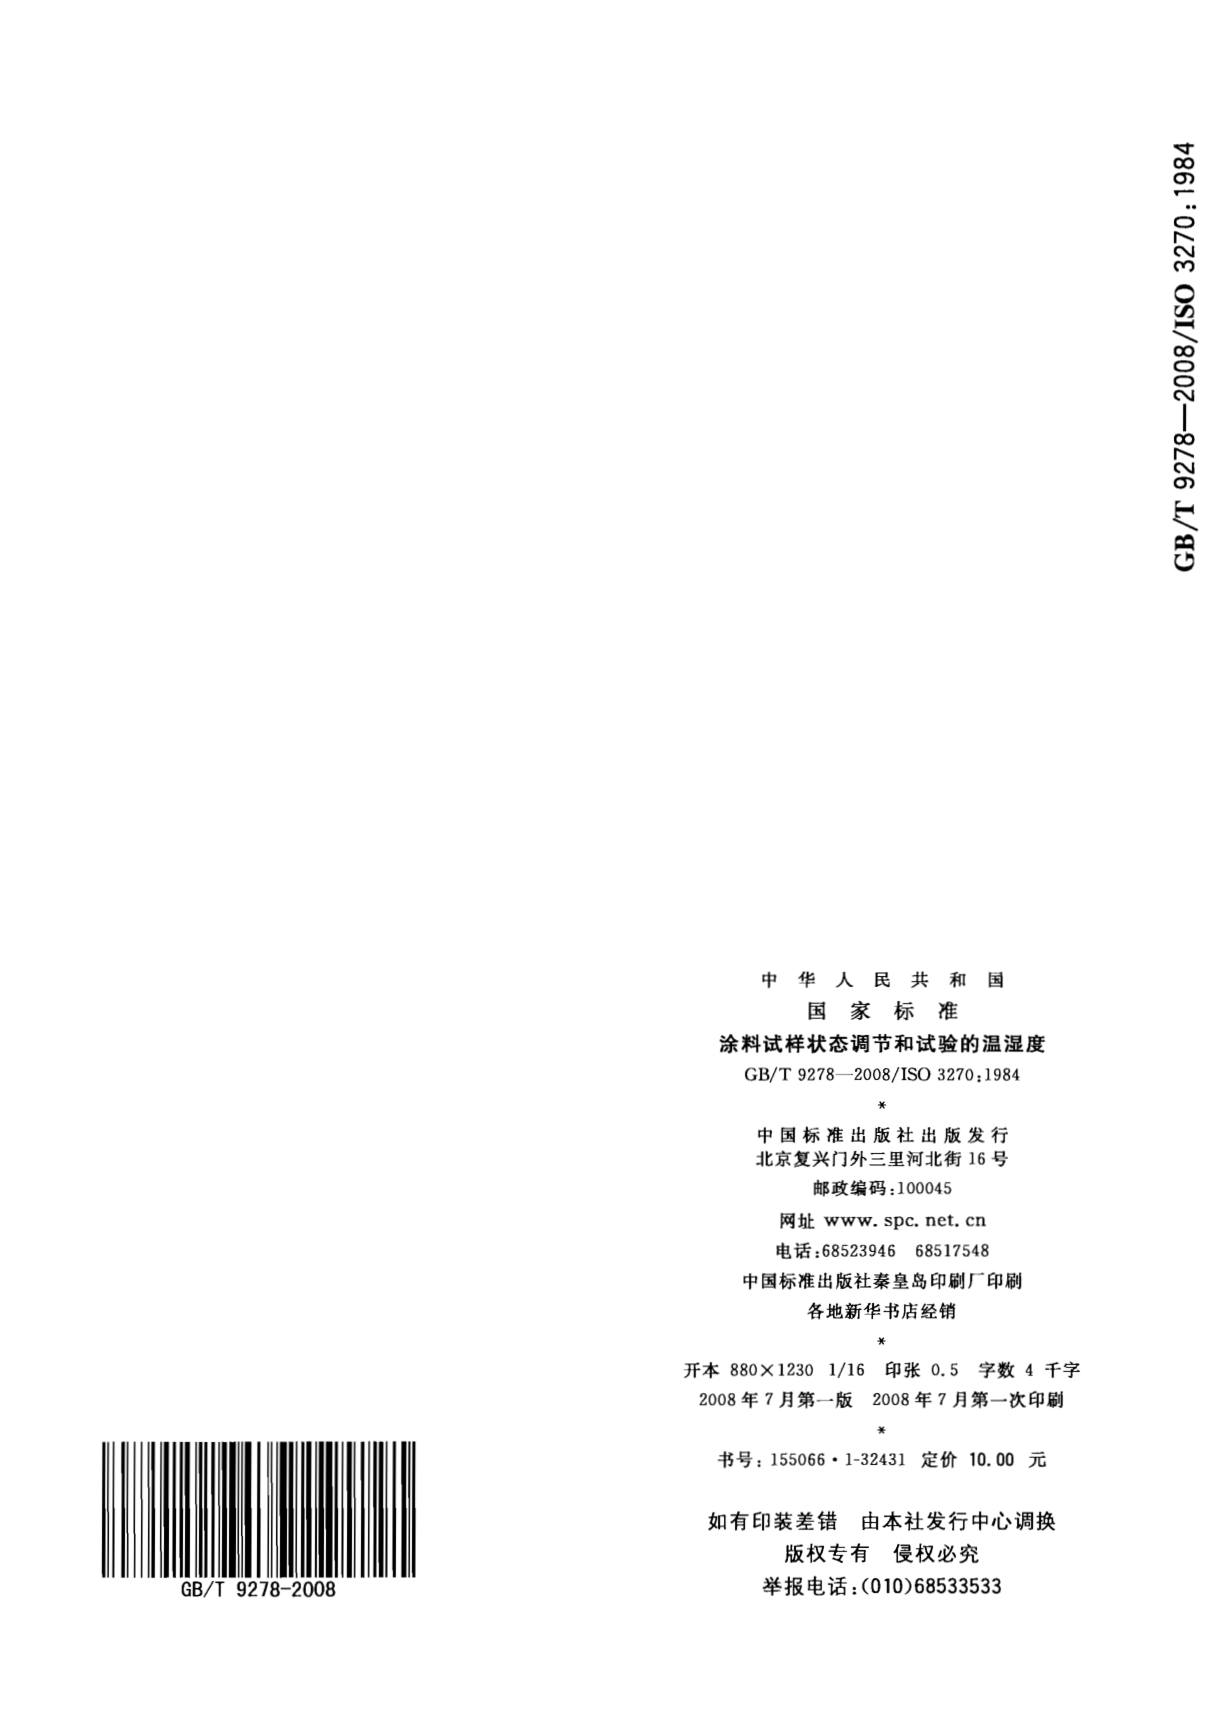 GB/T 9278—2008/ISO 3270:1984
中华人民共和国
国家标准
涂料试样状态调节和试验的温湿度
GB/T 9278—2008/ISO 3270:1984
*
中国标准出版社出版发行
北京复兴门外三里河北街16号
邮政编码:100045
网址 www.spc.net.cn
电话:68523946 68517548
中国标准出版社秦皇岛印刷厂印刷
各地新华书店经销
*
开本 880×1230 1/16 印张 0.5 字数 4 千字
2008年7月第一版 2008年7月第一次印刷
*
书号: 155066·1-32431 定价 10.00 元
如有印装差错 由本社发行中心调换
版权专有 侵权必究
举报电话:(010)68533533
GB/T 9278-2008